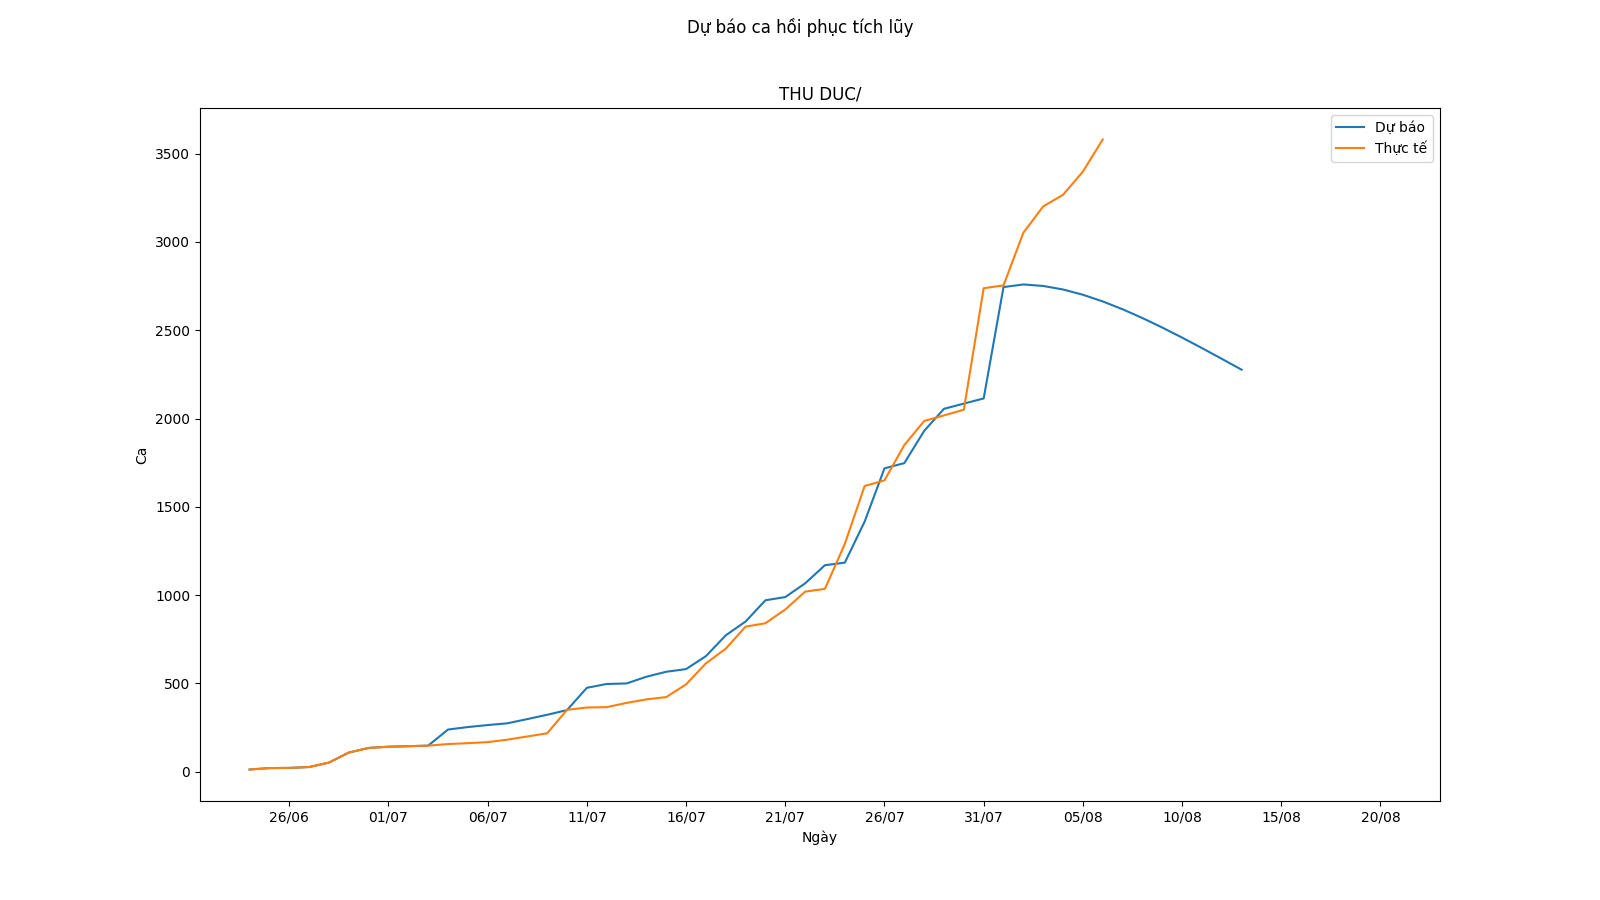 Dự báo ca hồi phục tích lũy
THU DUC/
Dự báo
Thực tế
3500
3000
2500
2000
1500
1000
500
0
Ca
26/06 01/07 06/07 11/07 16/07 21/07 26/07 31/07 05/08 10/08 15/08 20/08
Ngày